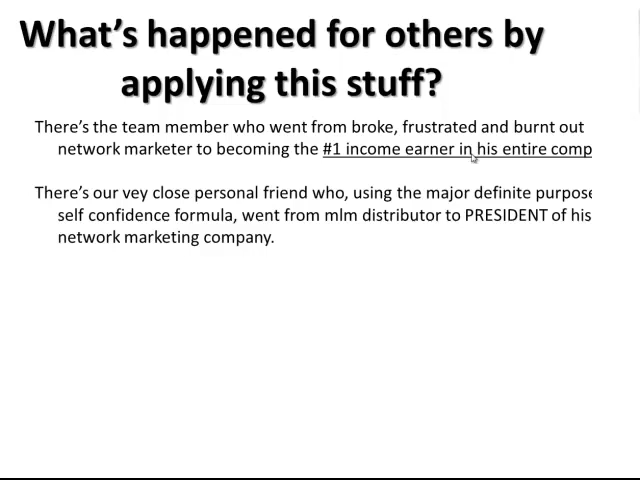 What's happened for others by
applying this stuff?
There's the team member who went from broke, frustrated and burnt out
network marketer to becoming the #1 income earner in his entire comp
There's our vey close personal friend who, using the major definite purpose
self confidence formula, went from mlm distributor to PRESIDENT of his
network marketing company.